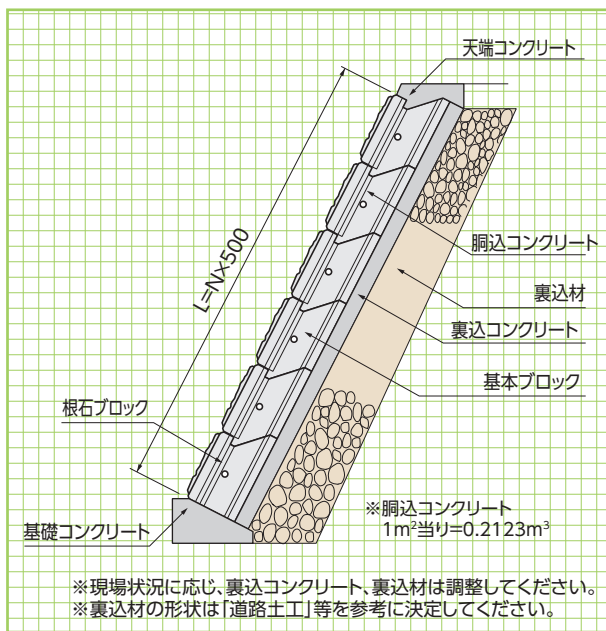 天端コンクリート
L=N×500
胴込コンクリート
裏込材
裏込コンクリート
基本ブロック
根石ブロック
基礎コンクリート
※胴込コンクリート
1m²当り=0.2123m³
※現場状況に応じ、裏込コンクリート、裏込材は調整してください。
※裏込材の形状は「道路土工」等を参考に決定してください。